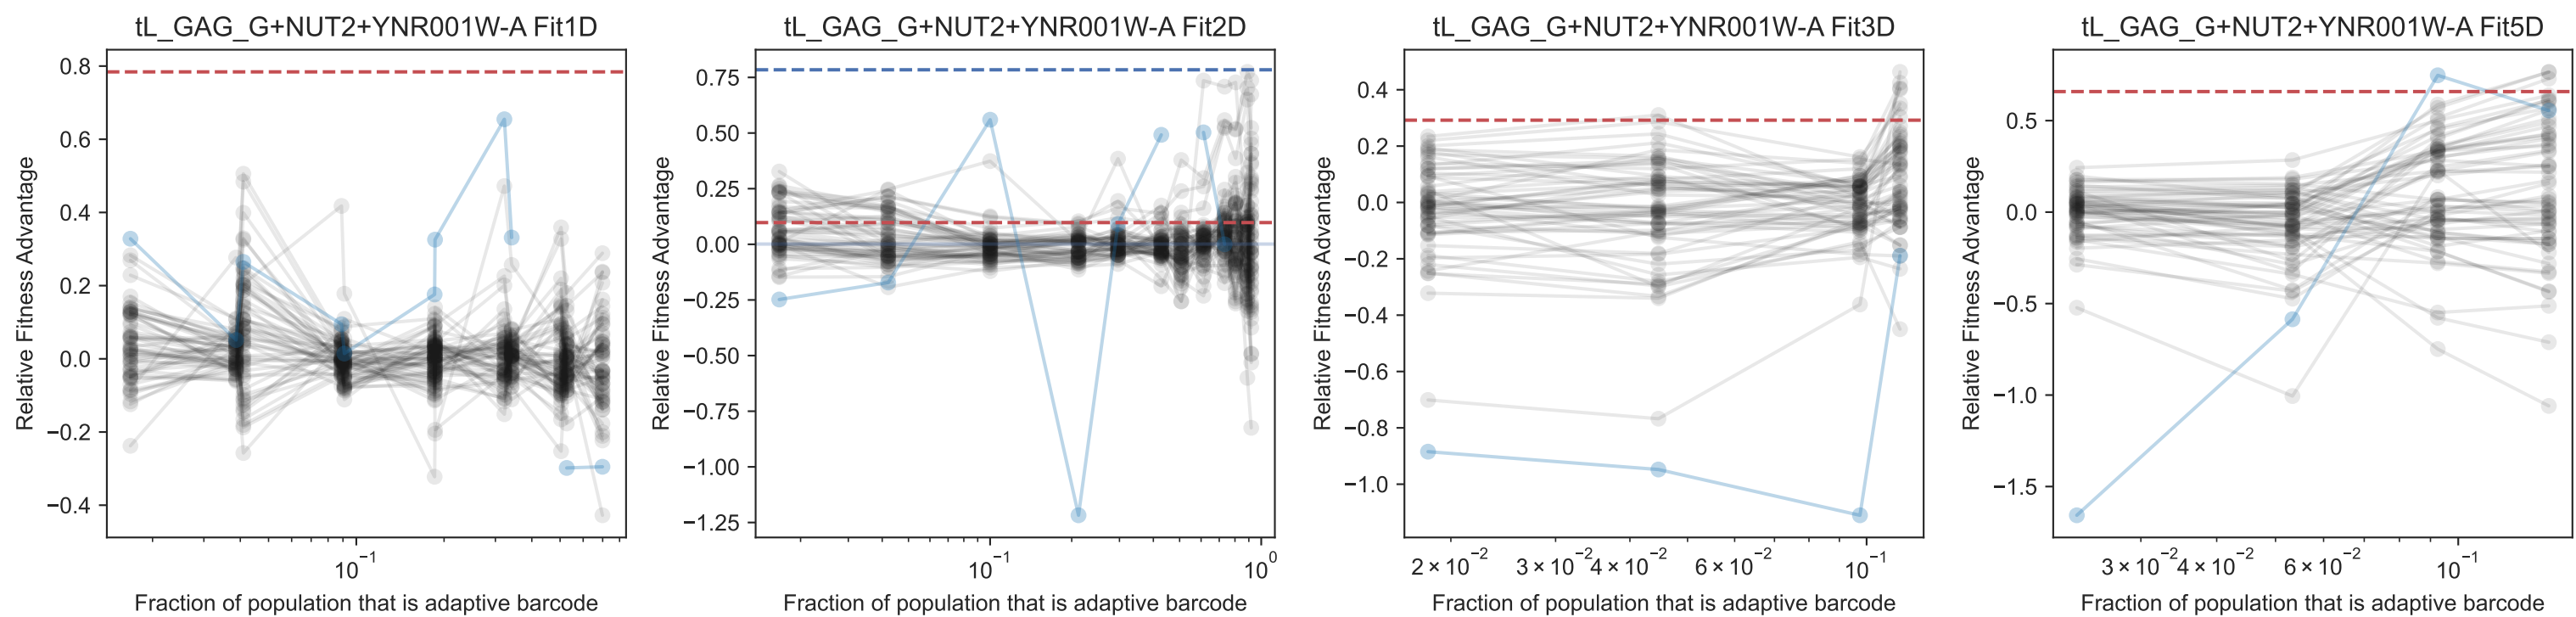 tL_GAG_G+NUT2+YNR001W-A Fit1D
0.8
0.6
0.4
0.2
0.0
−0.2
−0.4
Relative Fitness Advantage
10⁻¹
Fraction of population that is adaptive barcode
tL_GAG_G+NUT2+YNR001W-A Fit2D
0.75
0.50
0.25
0.00
−0.25
−0.50
−0.75
−1.00
−1.25
Relative Fitness Advantage
10⁻¹ 10⁰
Fraction of population that is adaptive barcode
tL_GAG_G+NUT2+YNR001W-A Fit3D
0.4
0.2
0.0
−0.2
−0.4
−0.6
−0.8
−1.0
Relative Fitness Advantage
2 × 10⁻² 3 × 10⁻² 4 × 10⁻² 6 × 10⁻² 10⁻¹
Fraction of population that is adaptive barcode
tL_GAG_G+NUT2+YNR001W-A Fit5D
0.5
0.0
−0.5
−1.0
−1.5
Relative Fitness Advantage
3 × 10⁻² 4 × 10⁻² 6 × 10⁻² 10⁻¹
Fraction of population that is adaptive barcode